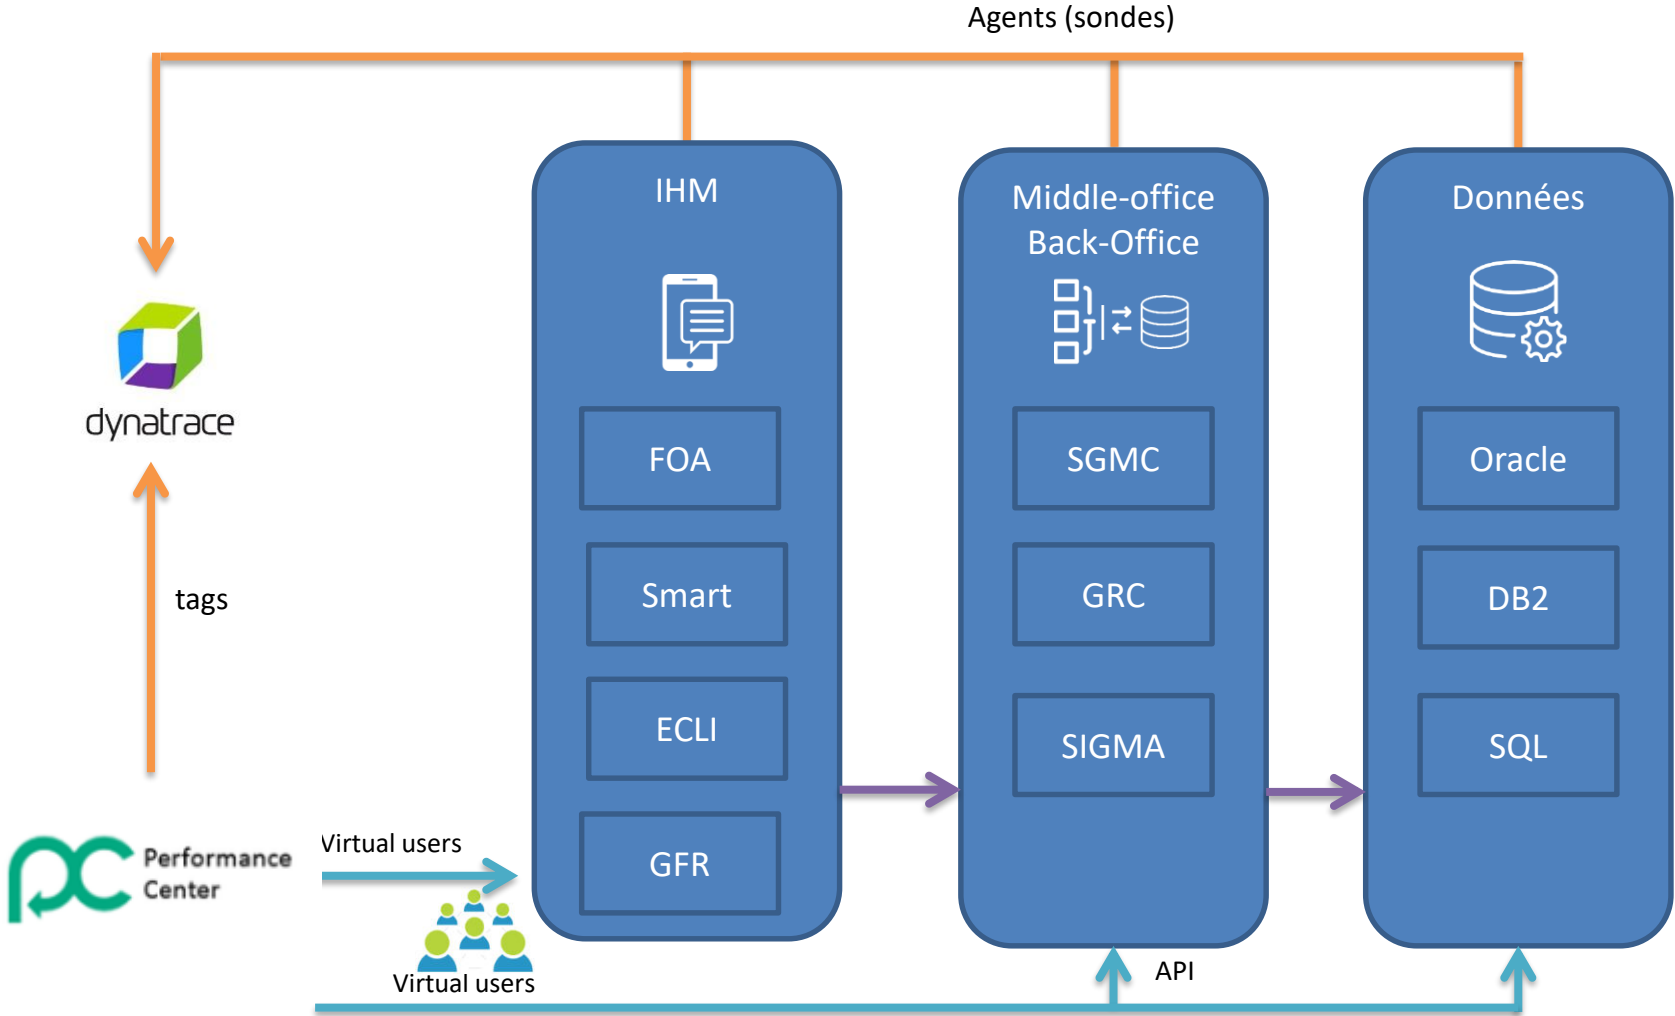 Agents (sondes)
IHM
Middle-office
Back-Office
Données
dynatrace
FOA
SGMC
Oracle
tags
Smart
GRC
DB2
ECLI
SIGMA
SQL
Performance
Center
Virtual users
GFR
Virtual users
API